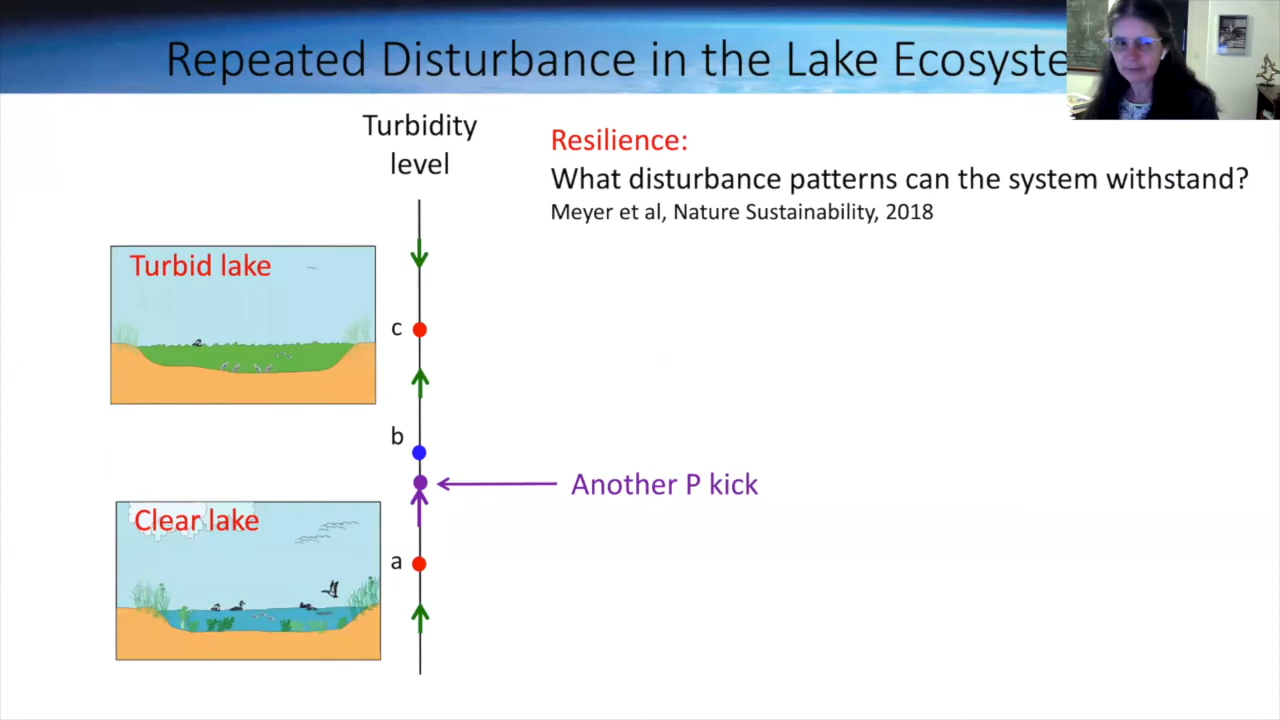 Repeated Disturbance in the Lake Ecosyste
Turbidity
level
Resilience:
What disturbance patterns can the system withstand?
Meyer et al, Nature Sustainability, 2018
Turbid lake
c
b
Another P kick
Clear lake
a